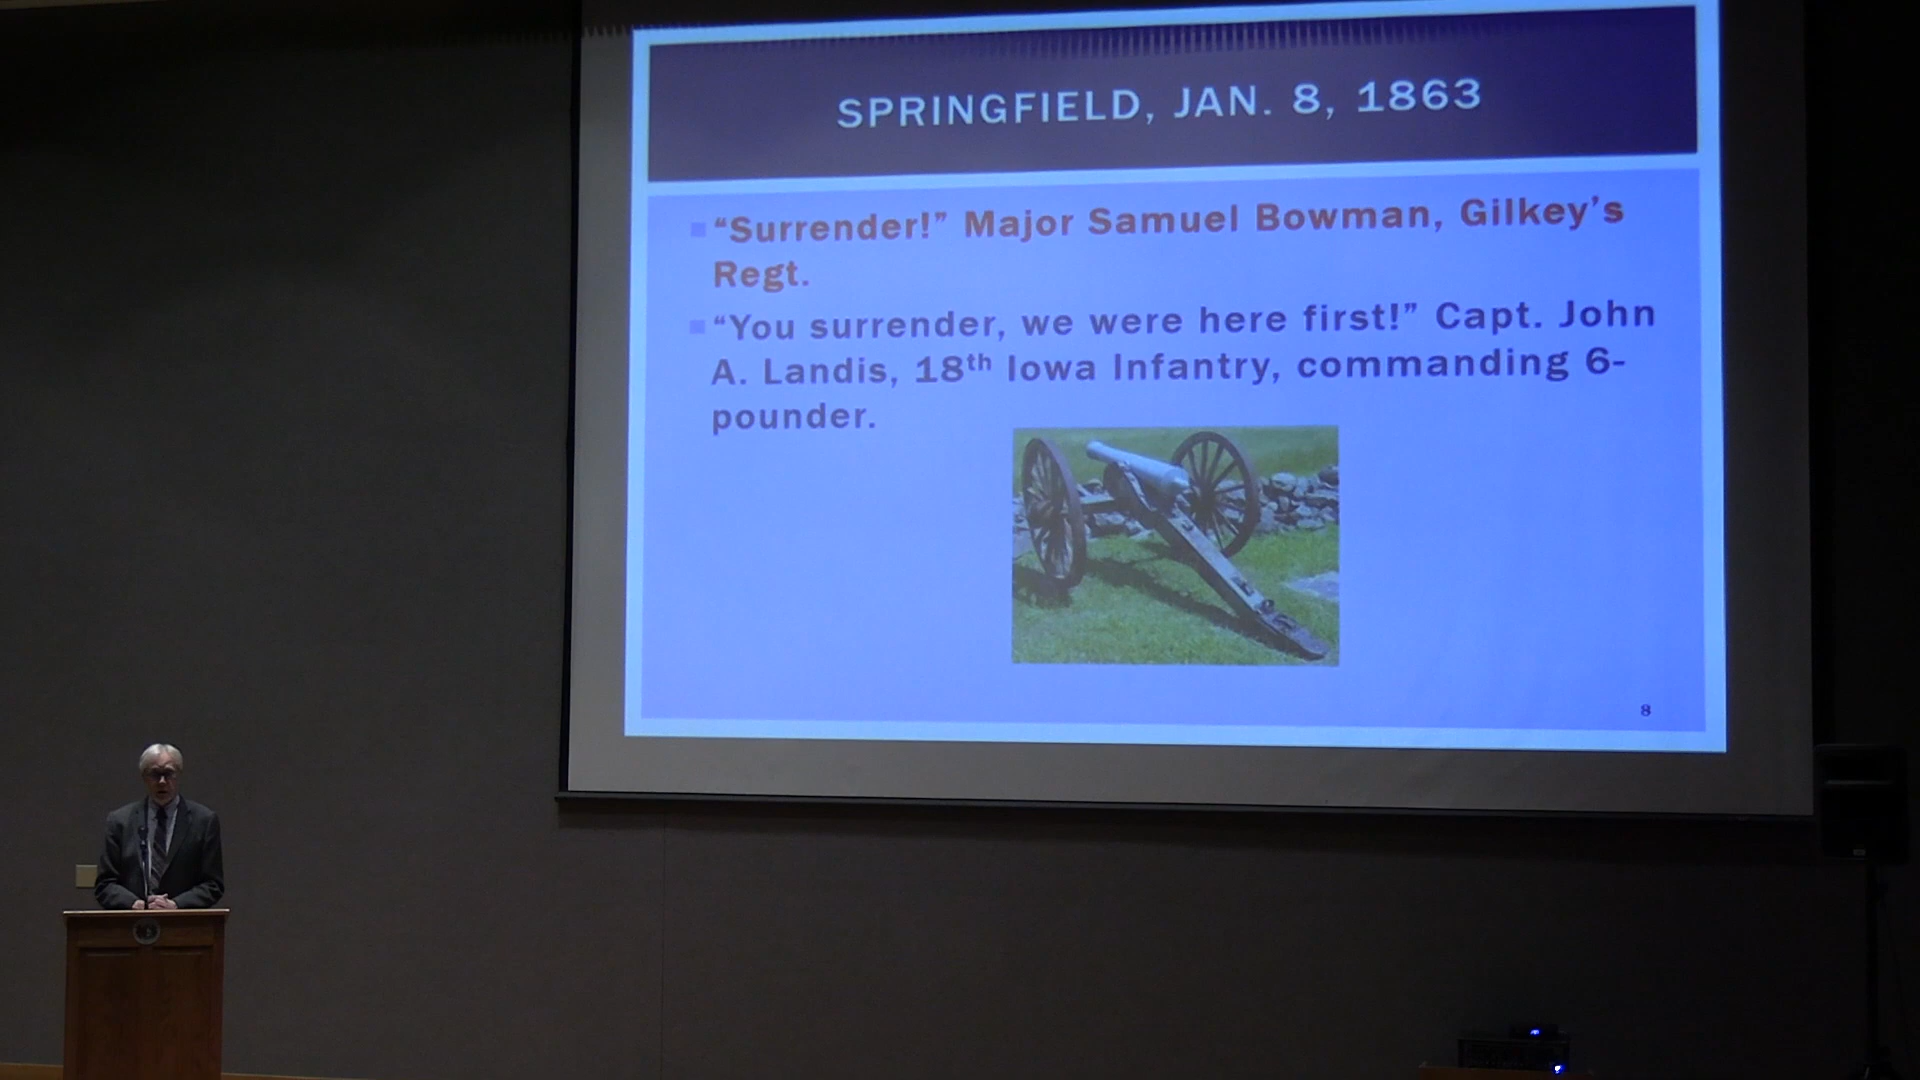 SPRINGFIELD, JAN. 8, 1863
“Surrender!” Major Samuel Bowman, Gilkey’s
Regt.
“You surrender, we were here first!” Capt. John
A. Landis, 18th Iowa Infantry, commanding 6-
pounder.
8